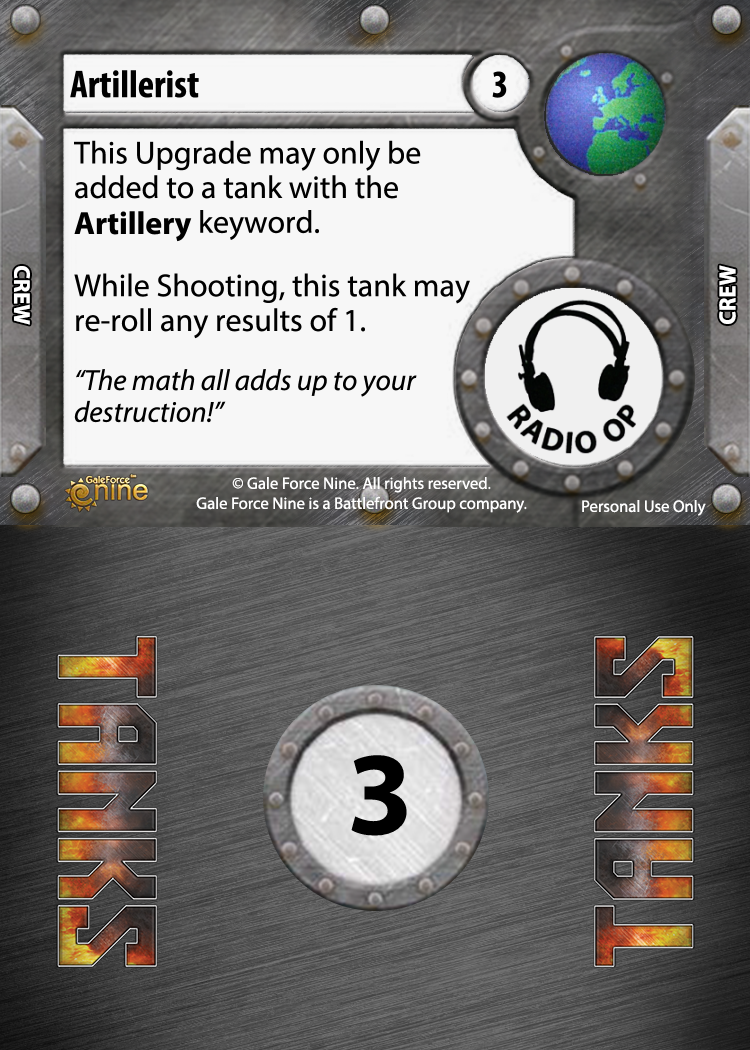 Artillerist
3
This Upgrade may only be
added to a tank with the
Artillery keyword.
While Shooting, this tank may
re-roll any results of 1.
“The math all adds up to your
destruction!”
CREW
CREW
RADIO OP
GaleForce™
nine
© Gale Force Nine. All rights reserved.
Gale Force Nine is a Battlefront Group company.
Personal Use Only
TANKS
3
TANKS